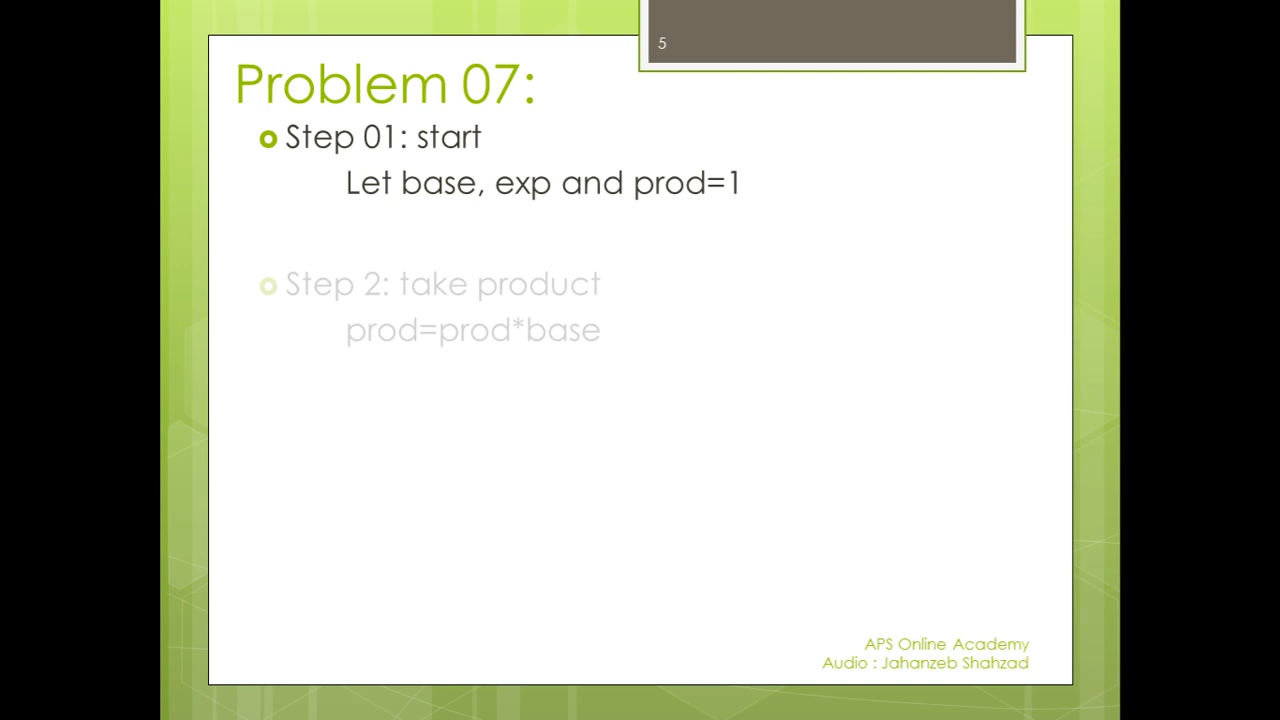 5
Problem 07:
Step 01: start
Let base, exp and prod=1
Step 2: take product
prod=prod*base
APS Online Academy
Audio : Jahanzeb Shahzad